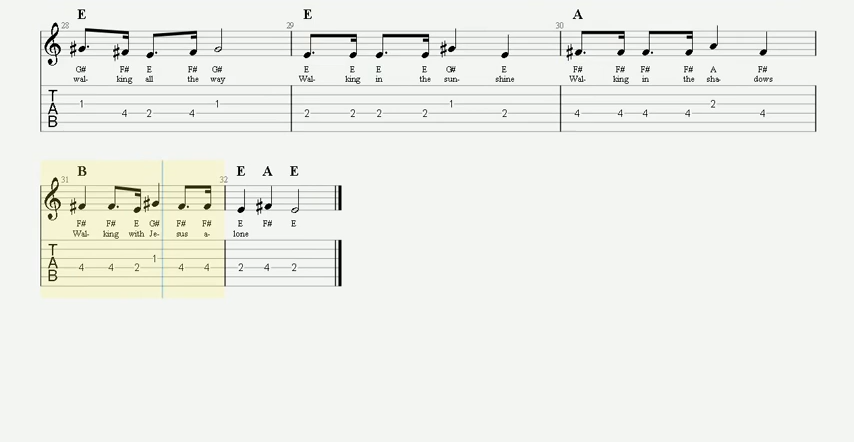 E E A
28 29 30
G# F# E F# G# E E E E G# E F# F# F# F# A F#
wal- king all the way Wal- king in the sun- shine Wal- king in the sha- dows
T 1 1 1 2
A 4 2 4 2 2 2 2 2 4 4 4 4 4
B
B E A E
31 32
F# F# E G# F# F# E F# E
Wal- king with Je- sus a- lone
T 1
A 4 4 2 4 4 2 4 2
B